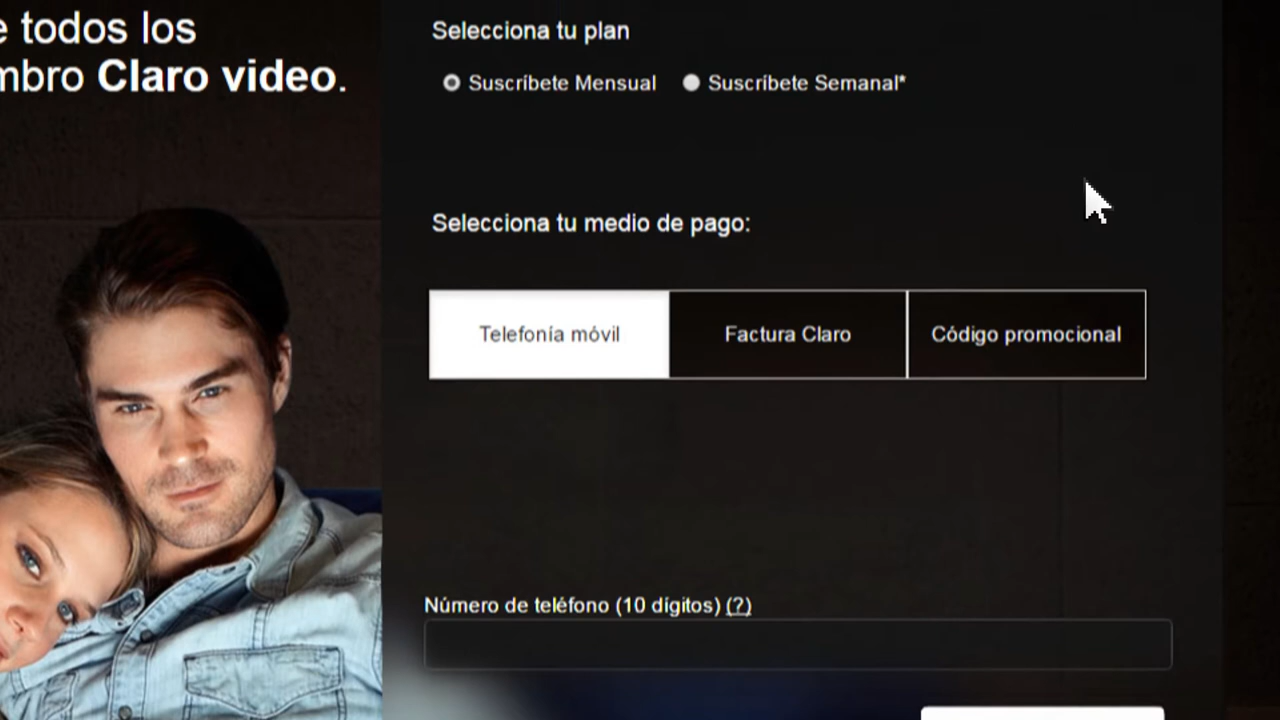 todos los
Claro video.
Selecciona tu plan
Suscríbete Mensual Suscríbete Semanal*
Selecciona tu medio de pago:
Telefonía móvil Factura Claro Código promocional
Número de teléfono (10 dígitos) (?)